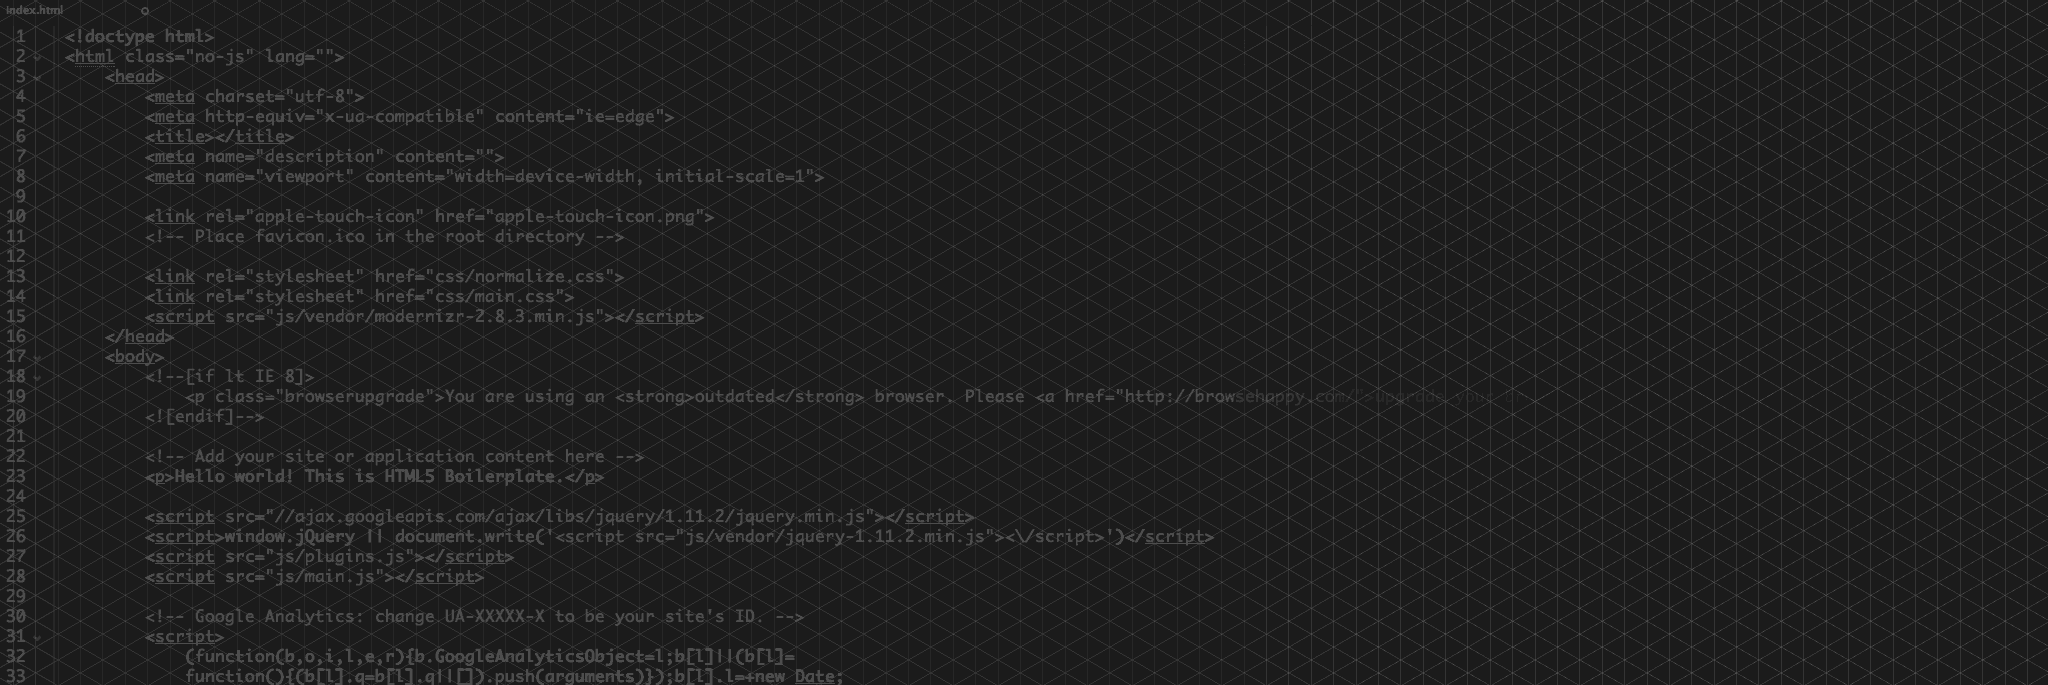 index.html
1 <!doctype html>
2 <html class="no-js" lang="">
3 <head>
4 <meta charset="utf-8">
5 <meta http-equiv="x-ua-compatible" content="ie=edge">
6 <title></title>
7 <meta name="description" content="">
8 <meta name="viewport" content="width=device-width, initial-scale=1">
9
10 <link rel="apple-touch-icon" href="apple-touch-icon.png">
11 <!-- Place favicon.ico in the root directory -->
12
13 <link rel="stylesheet" href="css/normalize.css">
14 <link rel="stylesheet" href="css/main.css">
15 <script src="js/vendor/modernizr-2.8.3.min.js"></script>
16 </head>
17 <body>
18 <!--[if lt IE 8]>
19 <p class="browserupgrade">You are using an <strong>outdated</strong> browser. Please <a href="http://browsehappy.com/">upgrade your
20 <![endif]-->
21
22 <!-- Add your site or application content here -->
23 <p>Hello world! This is HTML5 Boilerplate.</p>
24
25 <script src="//ajax.googleapis.com/ajax/libs/jquery/1.11.2/jquery.min.js"></script>
26 <script>window.jQuery || document.write('<script src="js/vendor/jquery-1.11.2.min.js"><\/script>')</script>
27 <script src="js/plugins.js"></script>
28 <script src="js/main.js"></script>
29
30 <!-- Google Analytics: change UA-XXXXX-X to be your site's ID. -->
31 <script>
32 (function(b,o,i,l,e,r){b.GoogleAnalyticsObject=l;b[l]||(b[l]=
33 function(){(b[l].q=b[l].q||[]).push(arguments)});b[l].l=+new Date;